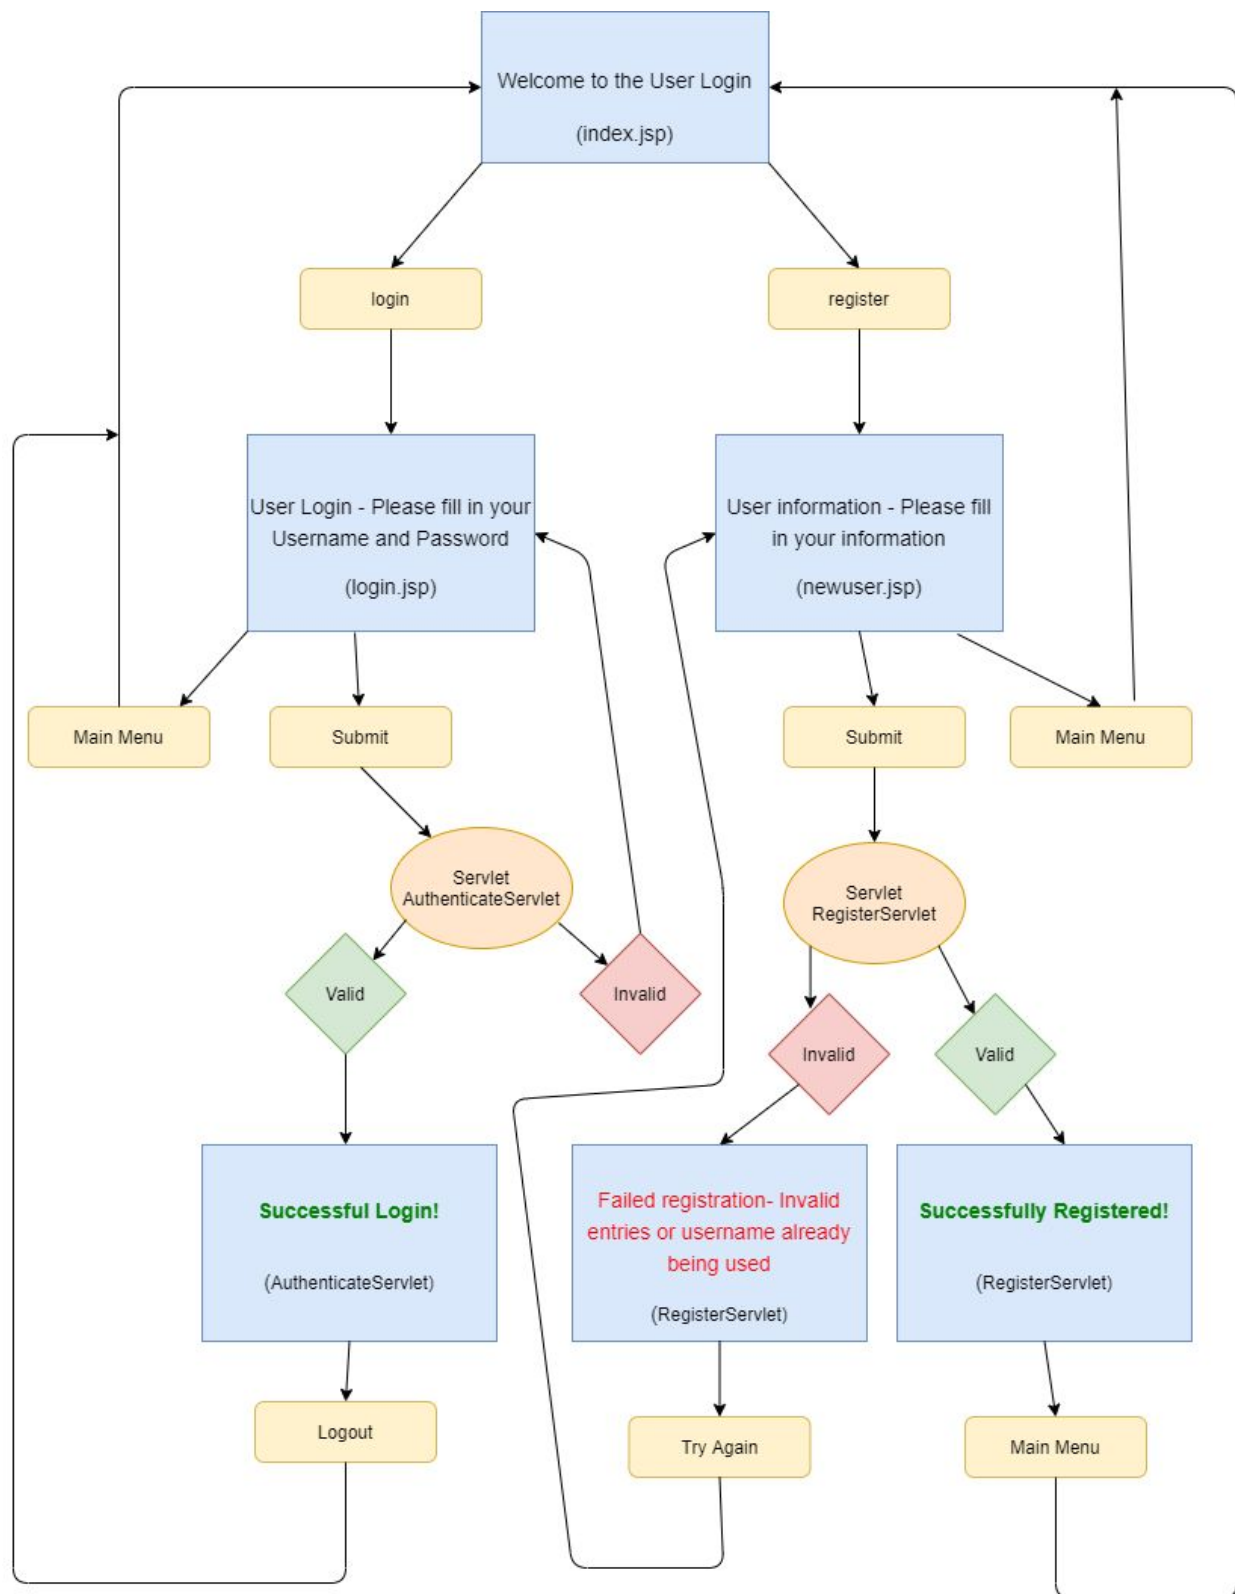 Welcome to the User Login
(index.jsp)
login
register
User Login - Please fill in your
Username and Password
(login.jsp)
User information - Please fill
in your information
(newuser.jsp)
Main Menu
Submit
Submit
Main Menu
Servlet
AuthenticateServlet
Servlet
RegisterServlet
Valid
Invalid
Invalid
Valid
Successful Login!
(AuthenticateServlet)
Failed registration- Invalid
entries or username already
being used
(RegisterServlet)
Successfully Registered!
(RegisterServlet)
Logout
Try Again
Main Menu